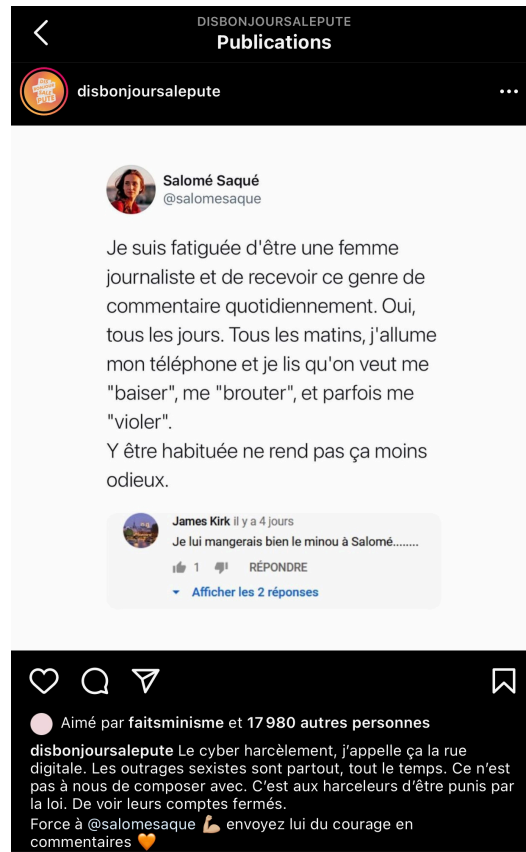 DISBONJOURSALEPUTE
Publications
disbonjoursalepute
Salomé Saqué
@salomesaque
Je suis fatiguée d'être une femme
journaliste et de recevoir ce genre de
commentaire quotidiennement. Oui,
tous les jours. Tous les matins, j'allume
mon téléphone et je lis qu'on veut me
"baiser", me "brouter", et parfois me
"violer".
Y être habituée ne rend pas ça moins
odieux.
James Kirk il y a 4 jours
Je lui mangerais bien le minou à Salomé........
1 RÉPONDRE
Afficher les 2 réponses
Aimé par faitsminisme et 17 980 autres personnes
disbonjoursalepute Le cyber harcèlement, j’appelle ça la rue
digitale. Les outrages sexistes sont partout, tout le temps. Ce n’est
pas à nous de composer avec. C’est aux harceleurs d’être punis par
la loi. De voir leurs comptes fermés.
Force à @salomesaque 💪🏼 envoyez lui du courage en
commentaires 🧡